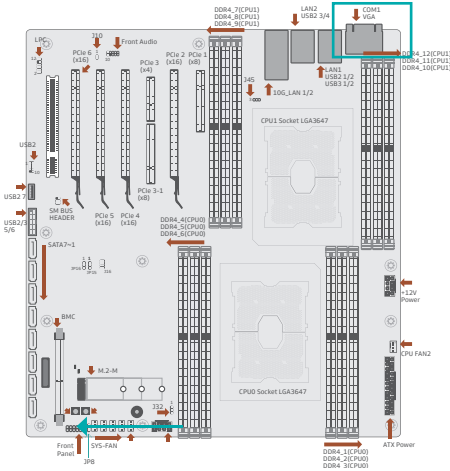 DDR4_7(CPU1)
DDR4_8(CPU1)
DDR4_9(CPU1)
LAN2
USB2 3/4
COM1
VGA
LPC
J10
Front Audio
PCIe 6
(x16)
PCIe 3
(x4)
PCIe 2
(x16)
PCIe 1
(x8)
J45
LAN1
USB2 1/2
USB3 1/2
10G_LAN 1/2
DDR4_12(CPU1)
DDR4_11(CPU1)
DDR4_10(CPU1)
CPU1 Socket LGA3647
USB2
USB2 7
SM BUS
HEADER
PCIe 5
(x16)
PCIe 4
(x16)
PCIe 3-1
(x8)
USB2/3
5/6
DDR4_4(CPU0)
DDR4_5(CPU0)
DDR4_6(CPU0)
SATA7~1
JP18
JP15
J16
+12V
Power
BMC
CPU FAN2
M.2-M
CPU0 Socket LGA3647
J32
Front
Panel
SYS-FAN
JPB
DDR4_1(CPU0)
DDR4_2(CPU0)
DDR4_3(CPU0)
ATX Power